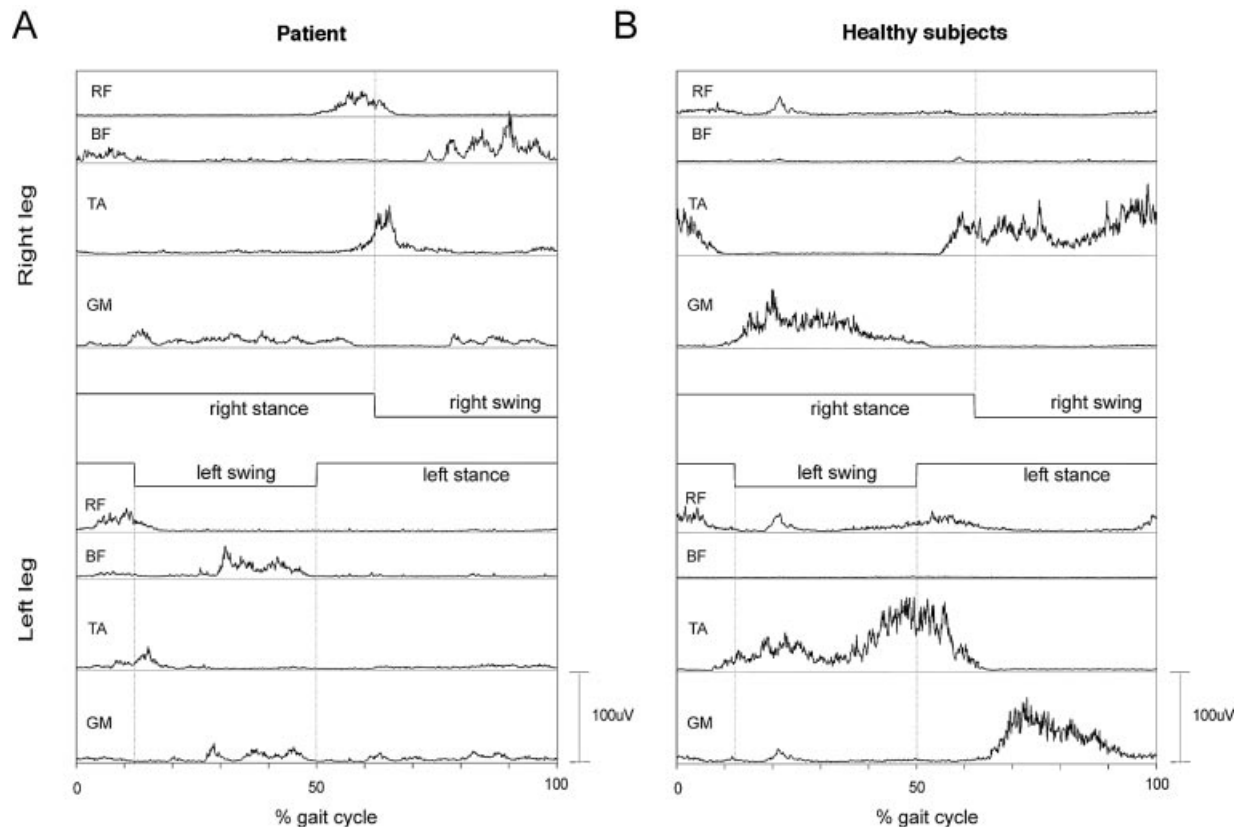 A
Patient
Right leg
RF
BF
TA
GM
right stance
right swing
left swing
left stance
Left leg
RF
BF
TA
GM
100uV
0
50
100
% gait cycle
B
Healthy subjects
RF
BF
TA
GM
right stance
right swing
left swing
left stance
RF
BF
TA
GM
100uV
0
50
100
% gait cycle